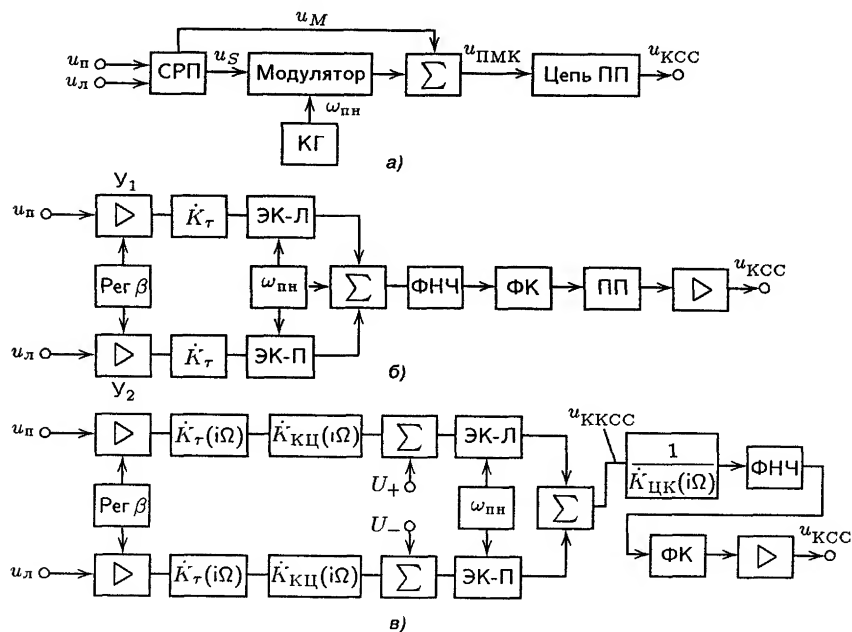 u_M
u_п u_S u_ПМК u_КСС
СРП Модулятор Σ Цепь ПП
u_л
ω_пн
КГ
а)
У₁
u_п ▷ K̇_τ ЭК-Л
Рег β ω_пн Σ ФНЧ ФК ПП ▷ u_КСС
u_л ▷ K̇_τ ЭК-П
У₂
б)
u_п ▷ K̇_τ(iΩ) K̇_КЦ(iΩ) Σ ЭК-Л u_ККСС 1/K̇_ЦК(iΩ) ФНЧ
U₊
Рег β ω_пн Σ
U₋
u_л ▷ K̇_τ(iΩ) K̇_КЦ(iΩ) Σ ЭК-П ФК ▷ u_КСС
в)